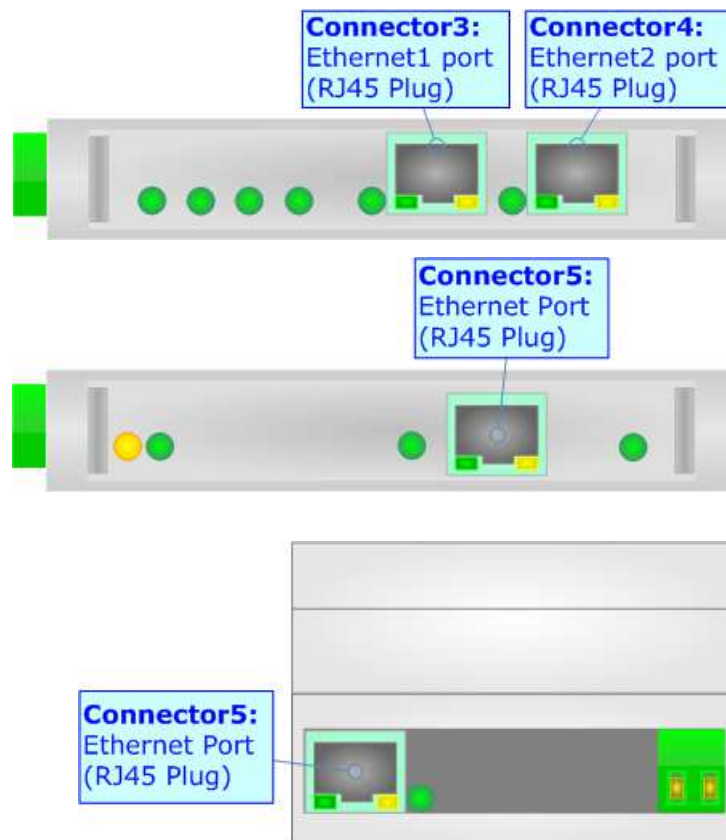 Connector3:
Ethernet1 port
(RJ45 Plug)
Connector4:
Ethernet2 port
(RJ45 Plug)
Connector5:
Ethernet Port
(RJ45 Plug)
Connector5:
Ethernet Port
(RJ45 Plug)